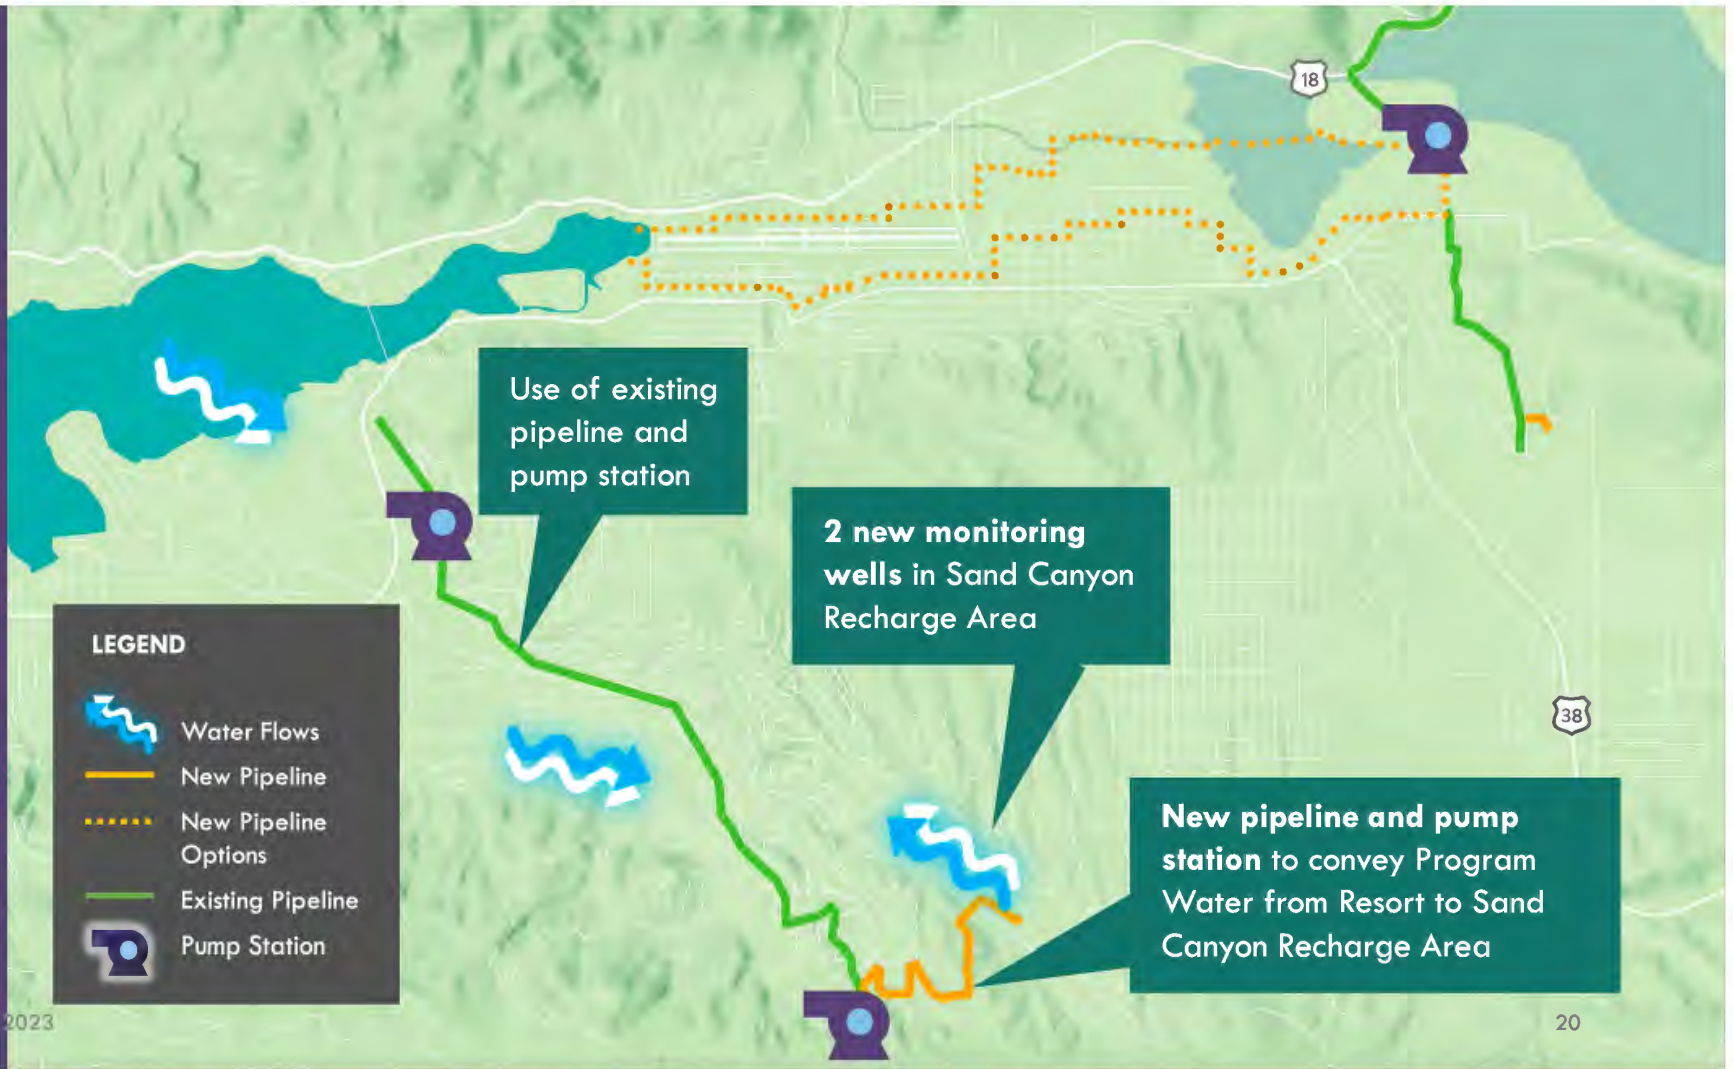 18
Use of existing
pipeline and
pump station
2 new monitoring
wells in Sand Canyon
Recharge Area
LEGEND
Water Flows
New Pipeline
New Pipeline
Options
Existing Pipeline
Pump Station
38
New pipeline and pump
station to convey Program
Water from Resort to Sand
Canyon Recharge Area
2023
20